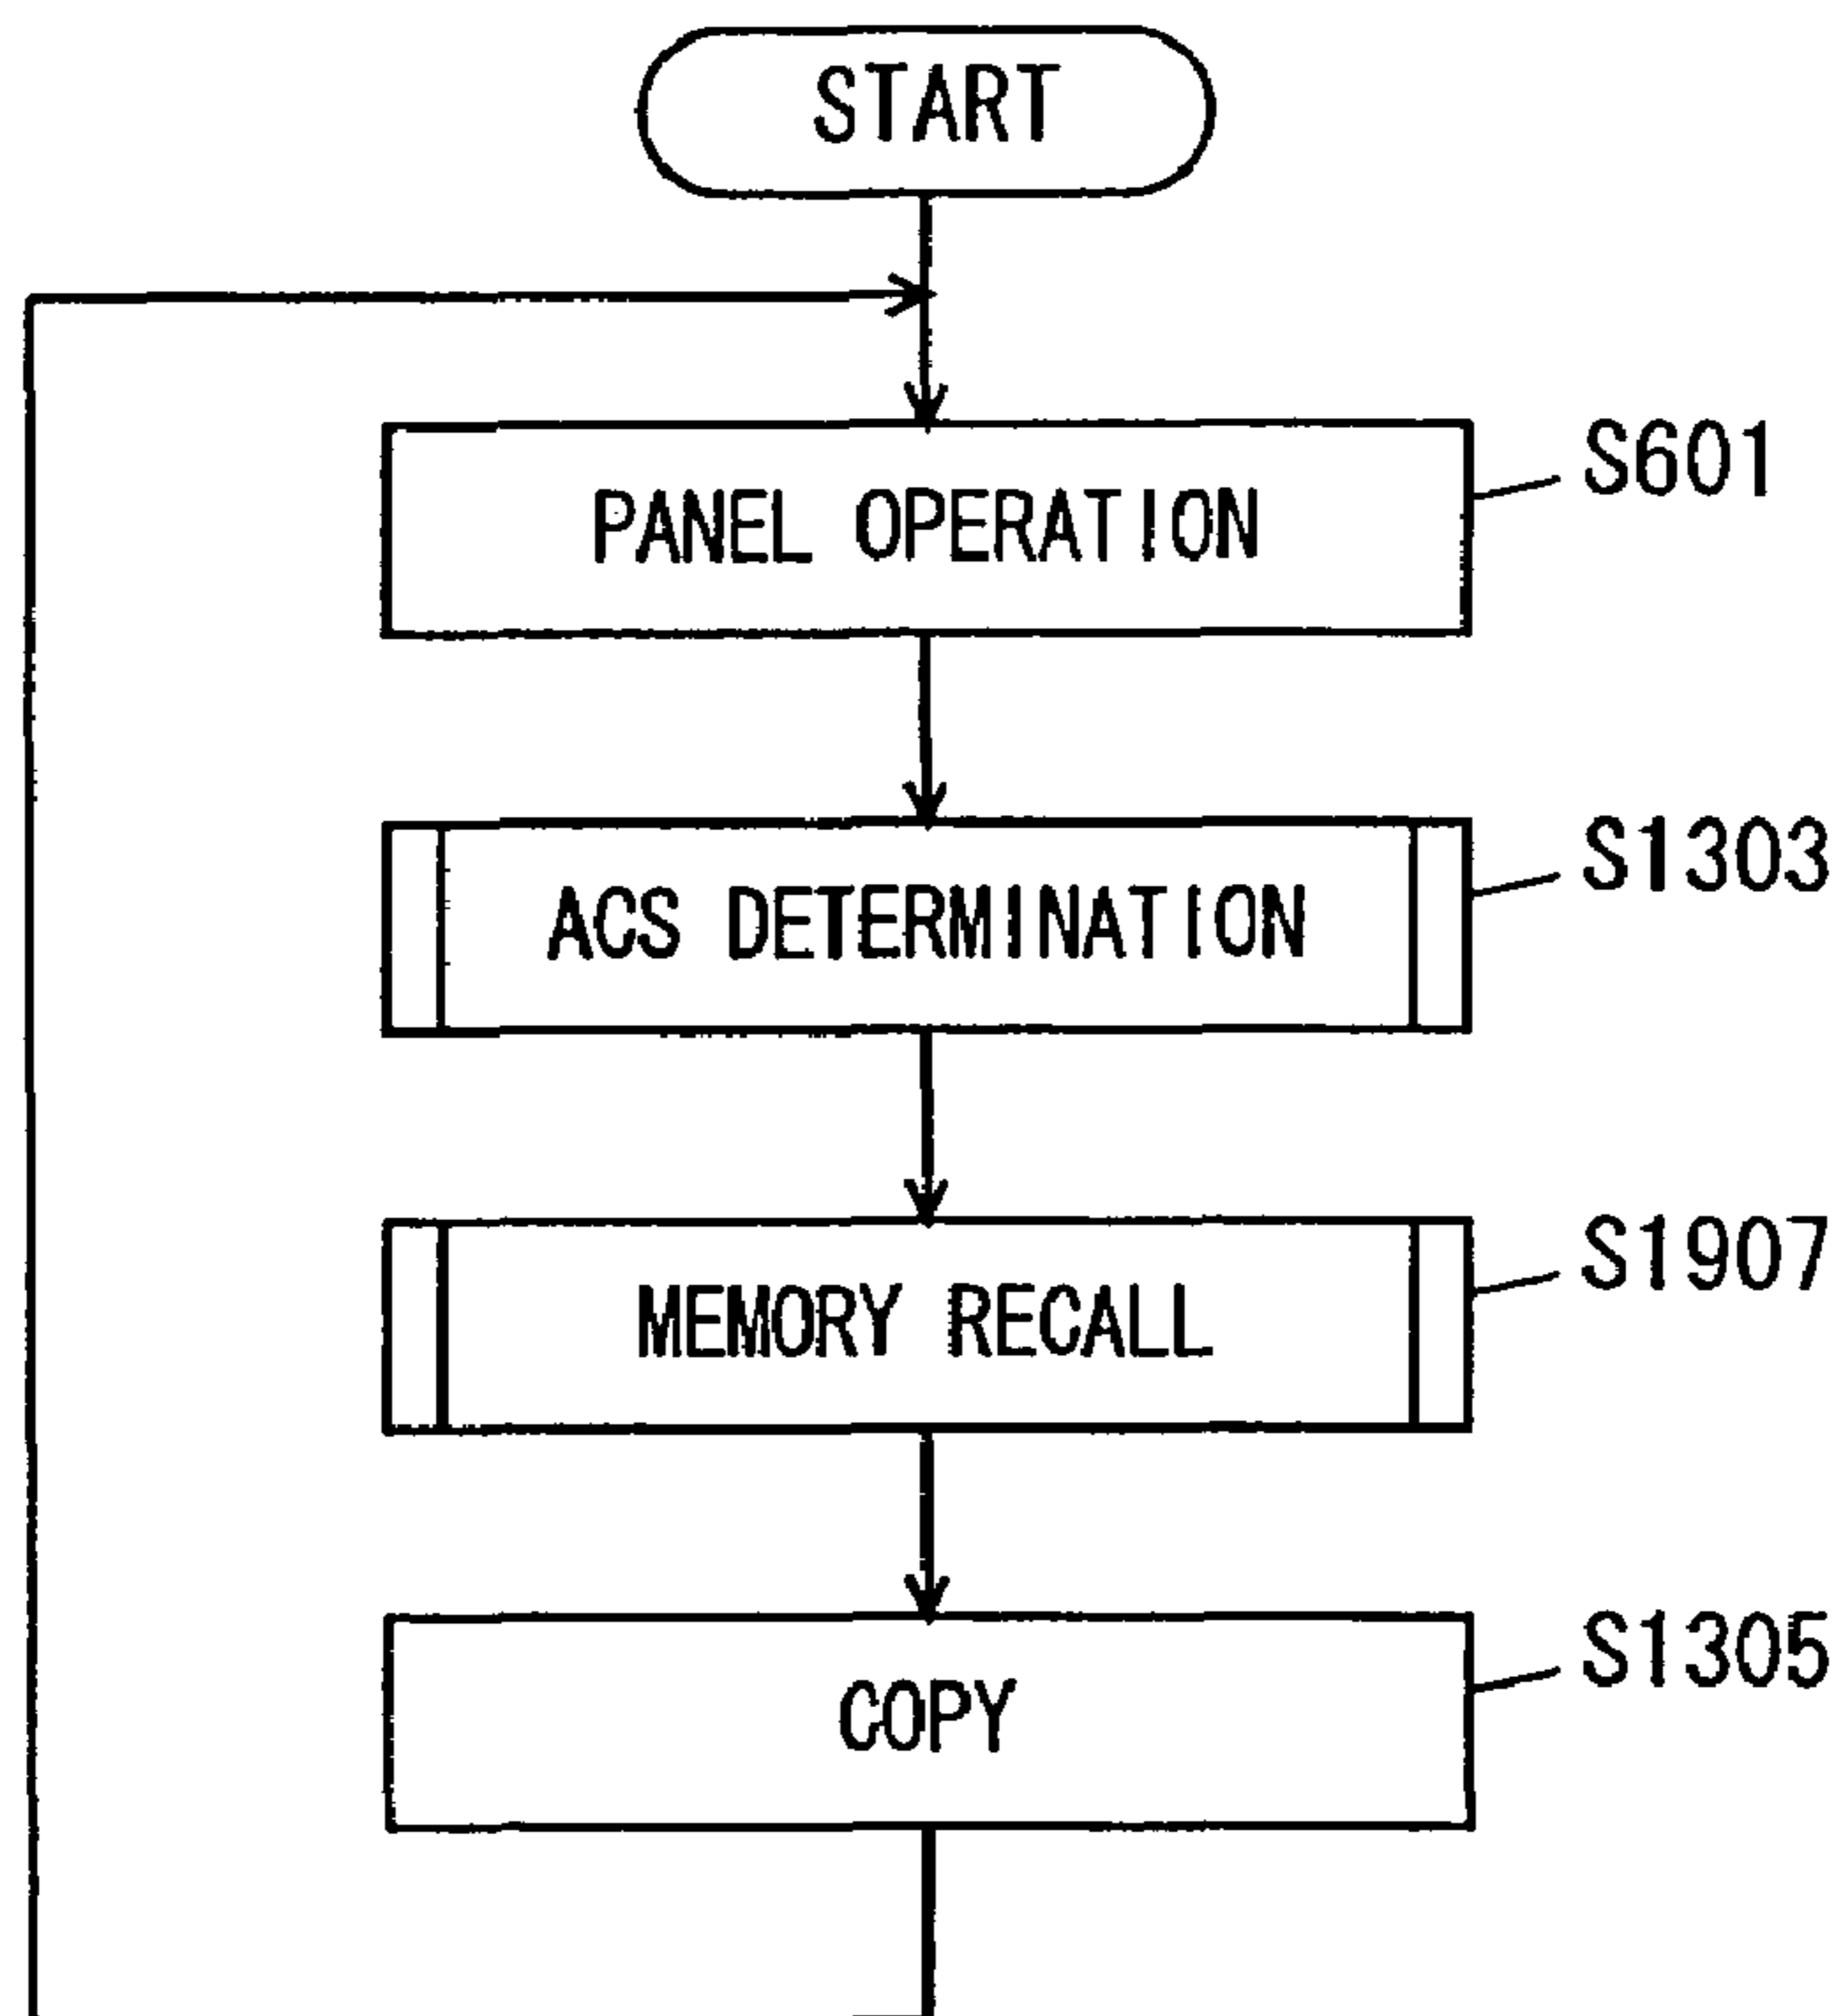 START
PANEL OPERATION
S601
ACS DETERMINATION
S1303
MEMORY RECALL
S1907
COPY
S1305